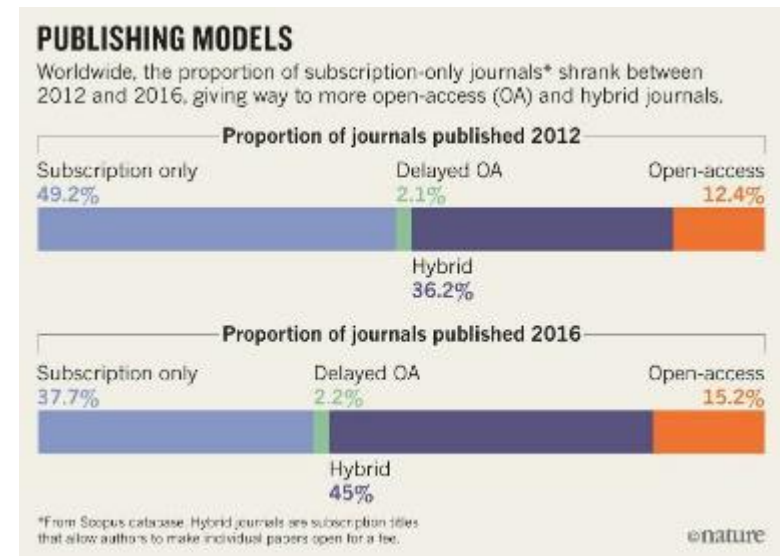 PUBLISHING MODELS
Worldwide, the proportion of subscription-only journals* shrank between
2012 and 2016, giving way to more open-access (OA) and hybrid journals.
Proportion of journals published 2012
Subscription only
49.2%
Delayed OA
2.1%
Open-access
12.4%
Hybrid
36.2%
Proportion of journals published 2016
Subscription only
37.7%
Delayed OA
2.2%
Open-access
15.2%
Hybrid
45%
*From Scopus database. Hybrid journals are subscription titles
that allow authors to make individual papers open for a fee.
©nature